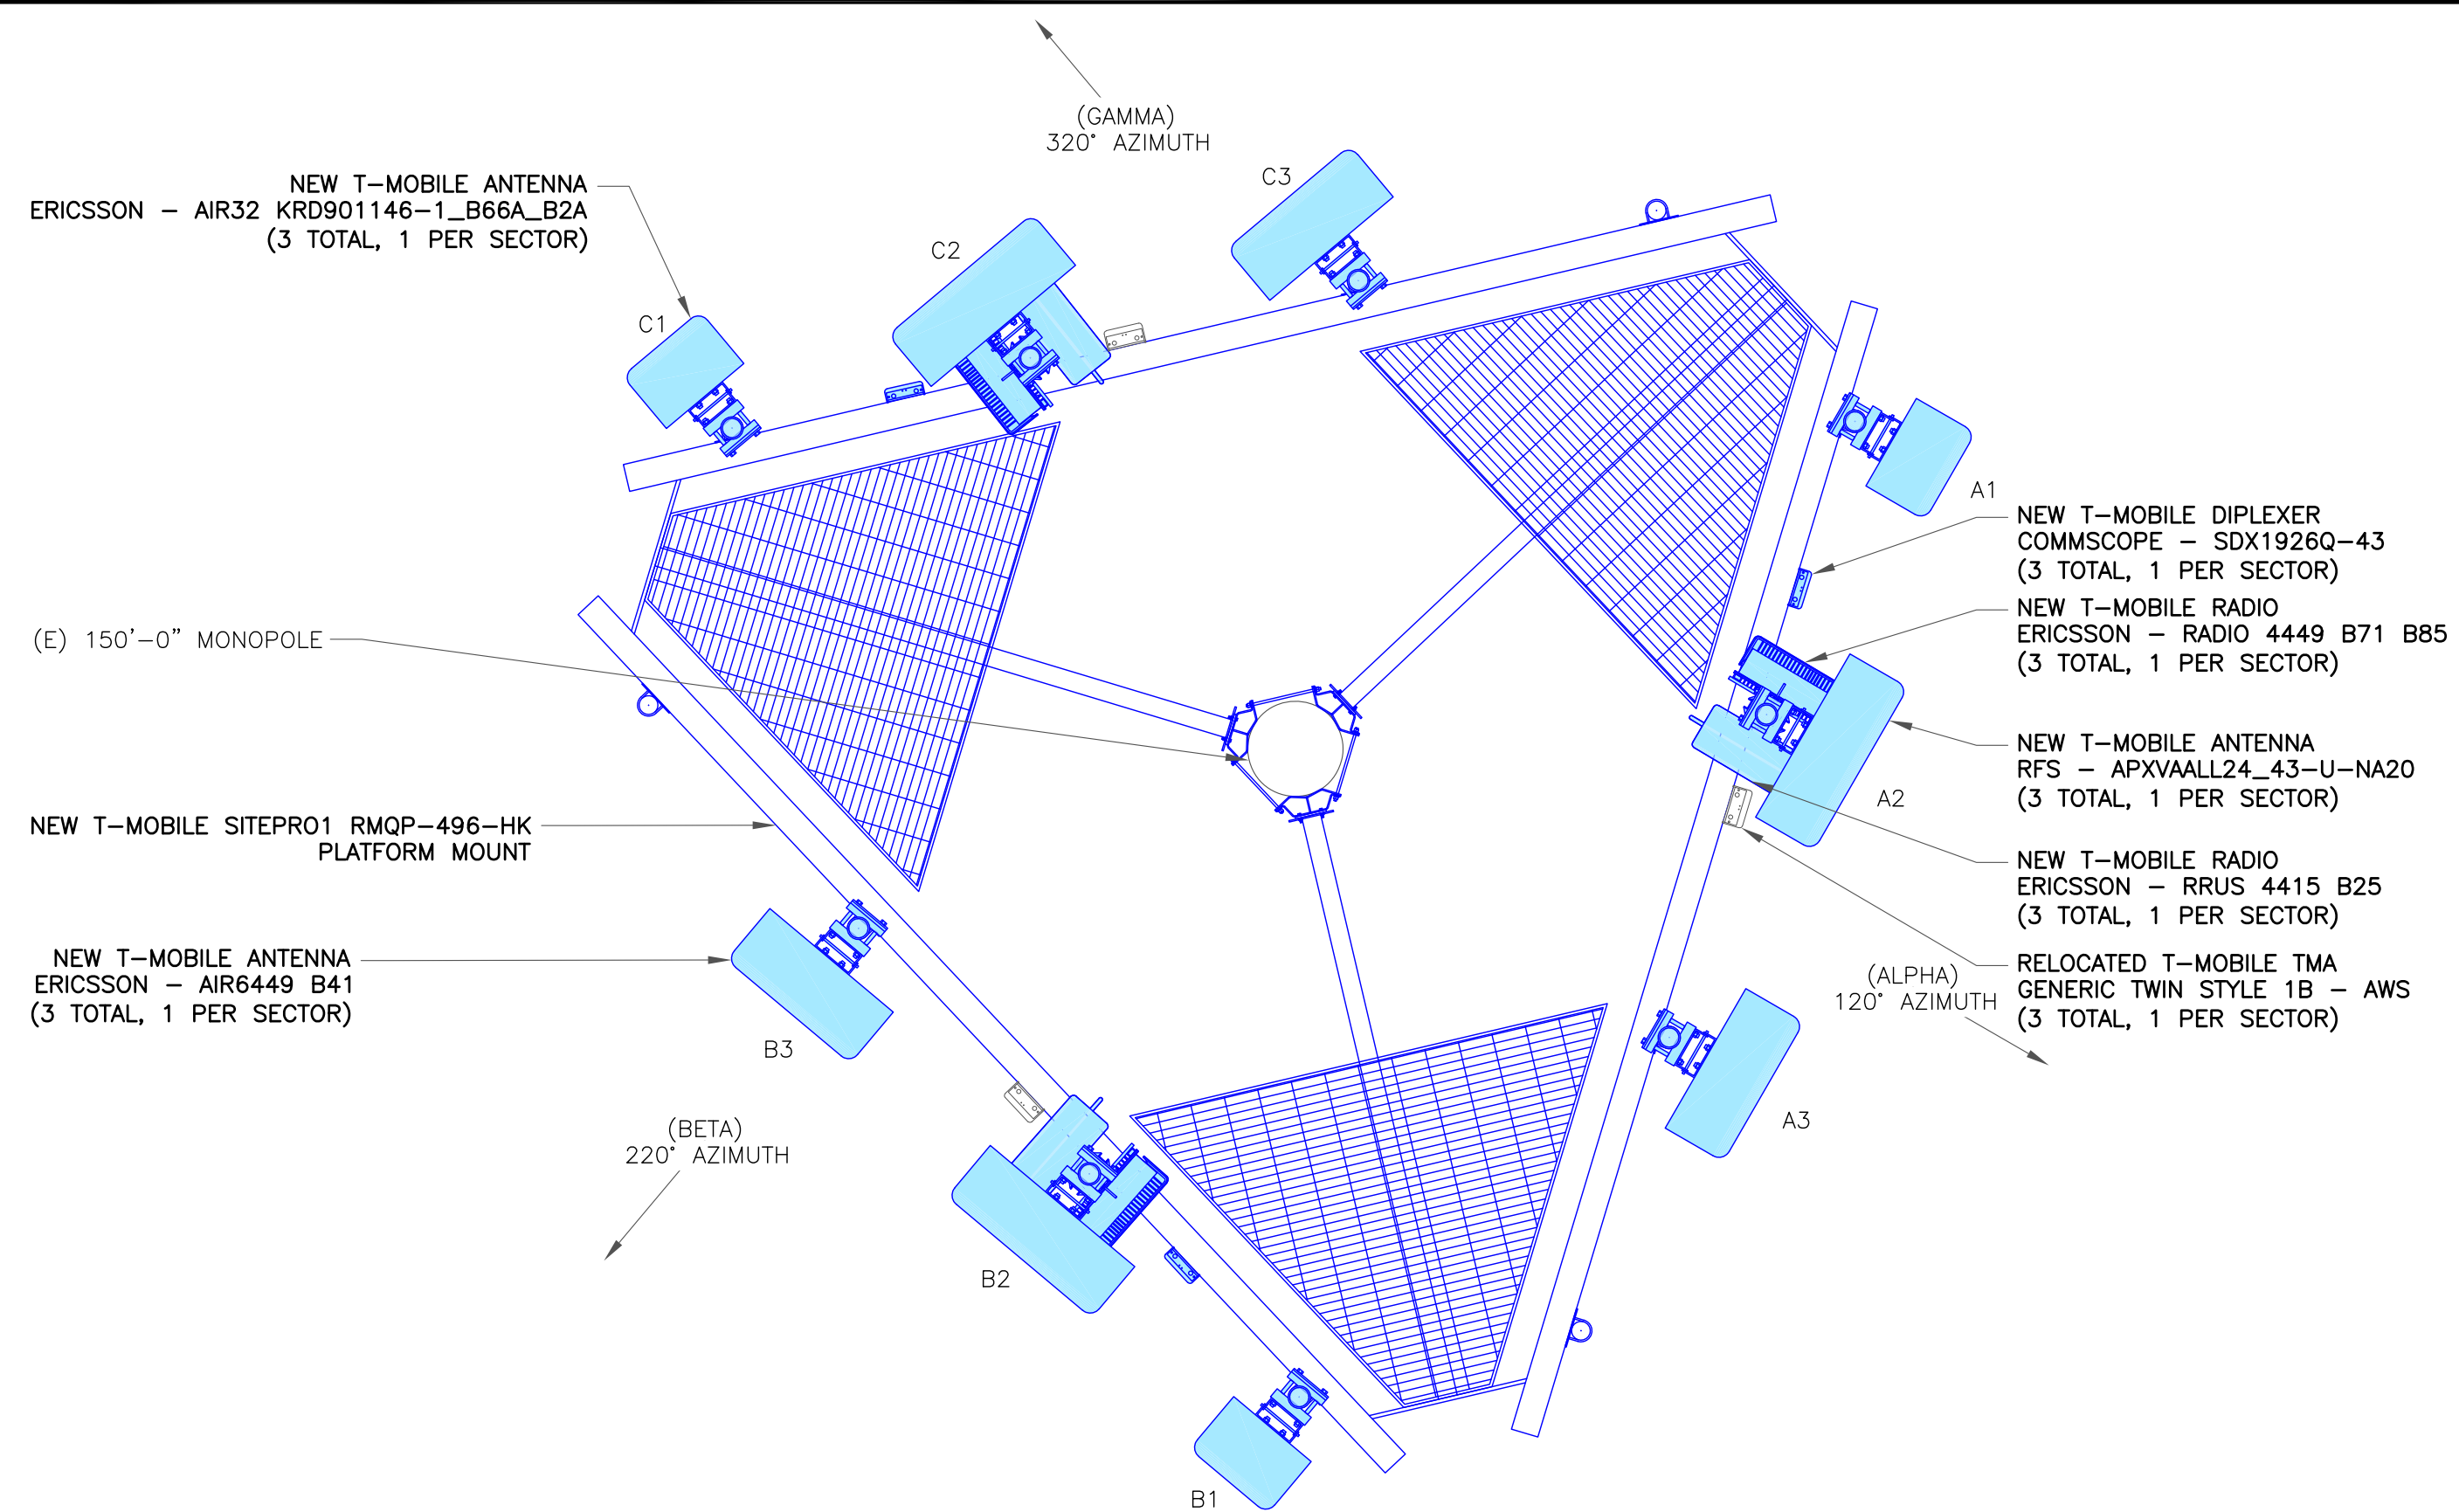 (GAMMA)
320° AZIMUTH
NEW T-MOBILE ANTENNA
ERICSSON - AIR32 KRD901146-1_B66A_B2A
(3 TOTAL, 1 PER SECTOR)
C1
C2
C3
A1
NEW T-MOBILE DIPLEXER
COMMSCOPE - SDX1926Q-43
(3 TOTAL, 1 PER SECTOR)
NEW T-MOBILE RADIO
ERICSSON - RADIO 4449 B71 B85
(3 TOTAL, 1 PER SECTOR)
(E) 150'-0" MONOPOLE
NEW T-MOBILE ANTENNA
RFS - APXVAALL24_43-U-NA20
(3 TOTAL, 1 PER SECTOR)
A2
NEW T-MOBILE SITEPRO1 RMQP-496-HK
PLATFORM MOUNT
NEW T-MOBILE RADIO
ERICSSON - RRUS 4415 B25
(3 TOTAL, 1 PER SECTOR)
NEW T-MOBILE ANTENNA
ERICSSON - AIR6449 B41
(3 TOTAL, 1 PER SECTOR)
(ALPHA)
120° AZIMUTH
RELOCATED T-MOBILE TMA
GENERIC TWIN STYLE 1B - AWS
(3 TOTAL, 1 PER SECTOR)
B3
A3
(BETA)
220° AZIMUTH
B2
B1